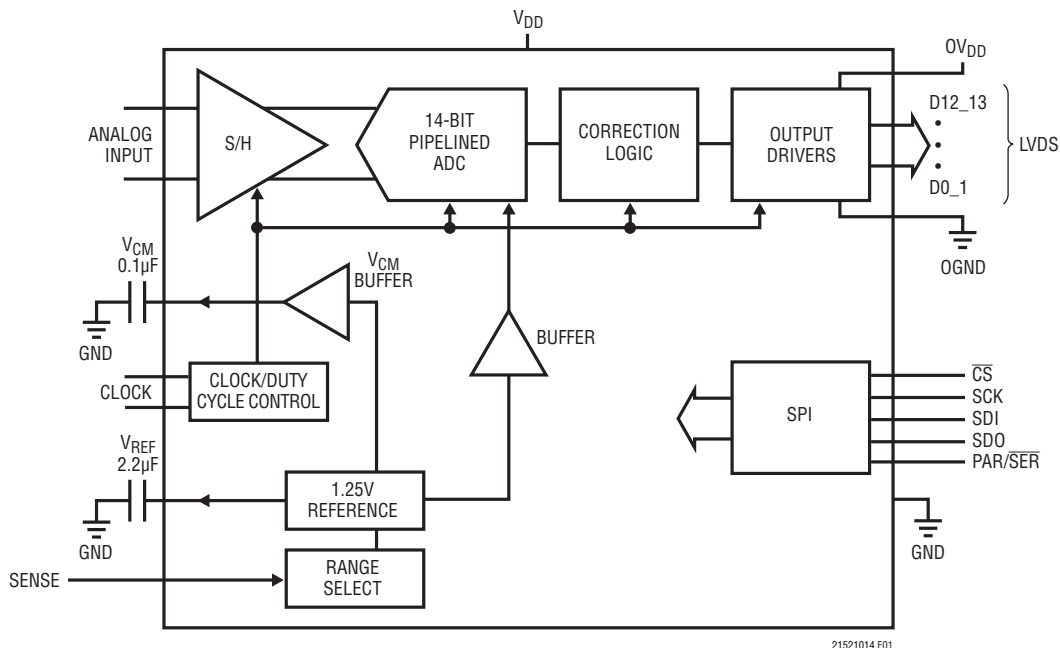 VDD
OVDD
ANALOG
INPUT
S/H
14-BIT
PIPELINED
ADC
CORRECTION
LOGIC
OUTPUT
DRIVERS
D12_13
•
•
•
D0_1
LVDS
OGND
VCM
0.1µF
GND
VCM
BUFFER
BUFFER
CLOCK
CLOCK/DUTY
CYCLE CONTROL
SPI
C̅S̅
SCK
SDI
SDO
PAR/S̅E̅R̅
VREF
2.2µF
GND
1.25V
REFERENCE
GND
SENSE
RANGE
SELECT
21521014 F01